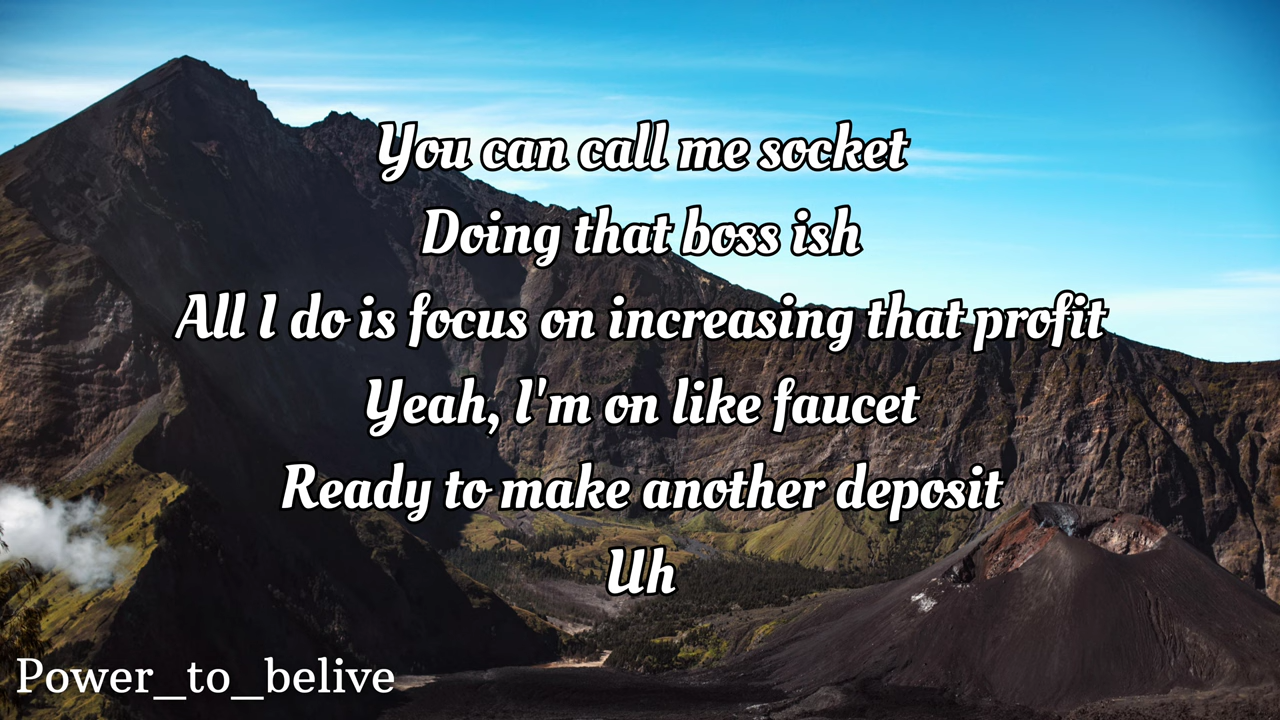 You can call me socket
Doing that boss ish
All I do is focus on increasing that profit
Yeah, I'm on like faucet
Ready to make another deposit
Uh
Power_to_belive